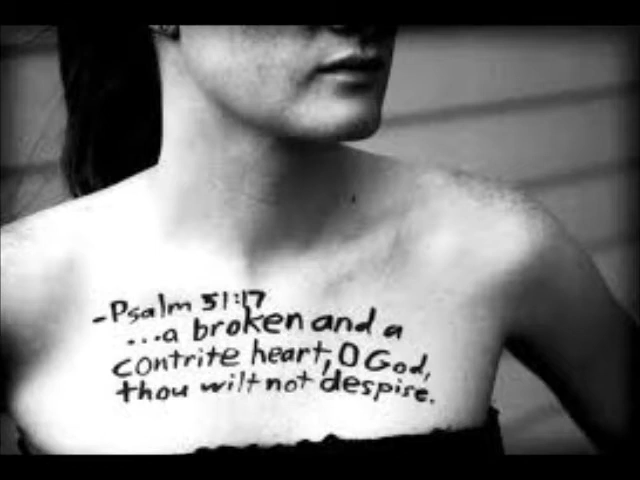 -Psalm 51:17
...a broken and a
contrite heart, O God,
thou wilt not despise.